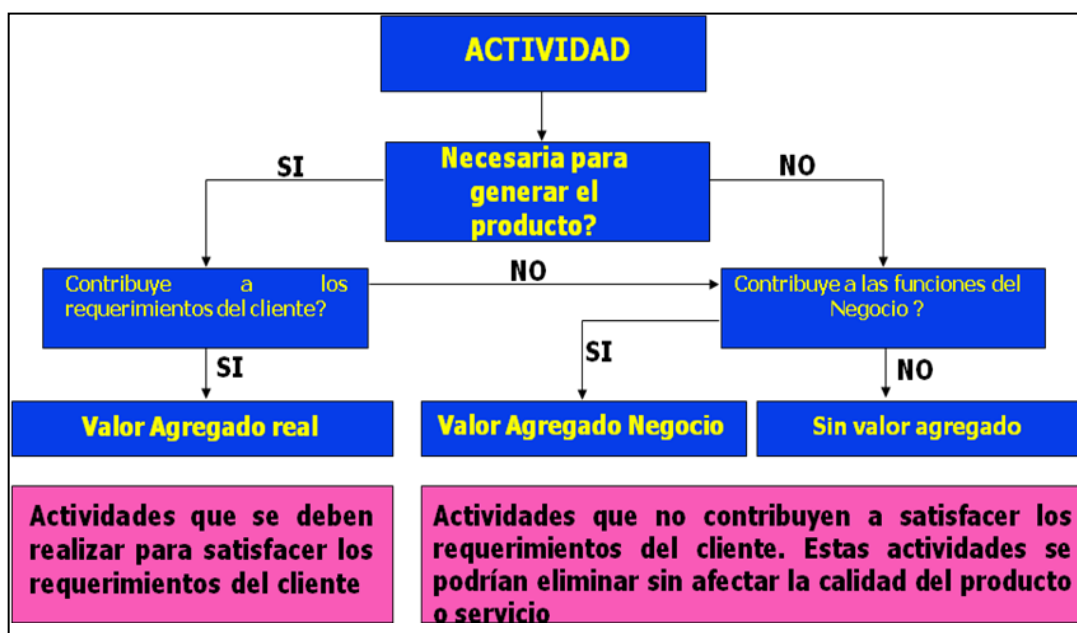 ACTIVIDAD
SI
Necesaria para
generar el
producto?
NO
Contribuye a los
requerimientos del cliente?
NO
Contribuye a las funciones del
Negocio ?
SI
SI
NO
Valor Agregado real
Valor Agregado Negocio
Sin valor agregado
Actividades que se deben
realizar para satisfacer los
requerimientos del cliente
Actividades que no contribuyen a satisfacer los
requerimientos del cliente. Estas actividades se
podrían eliminar sin afectar la calidad del producto
o servicio